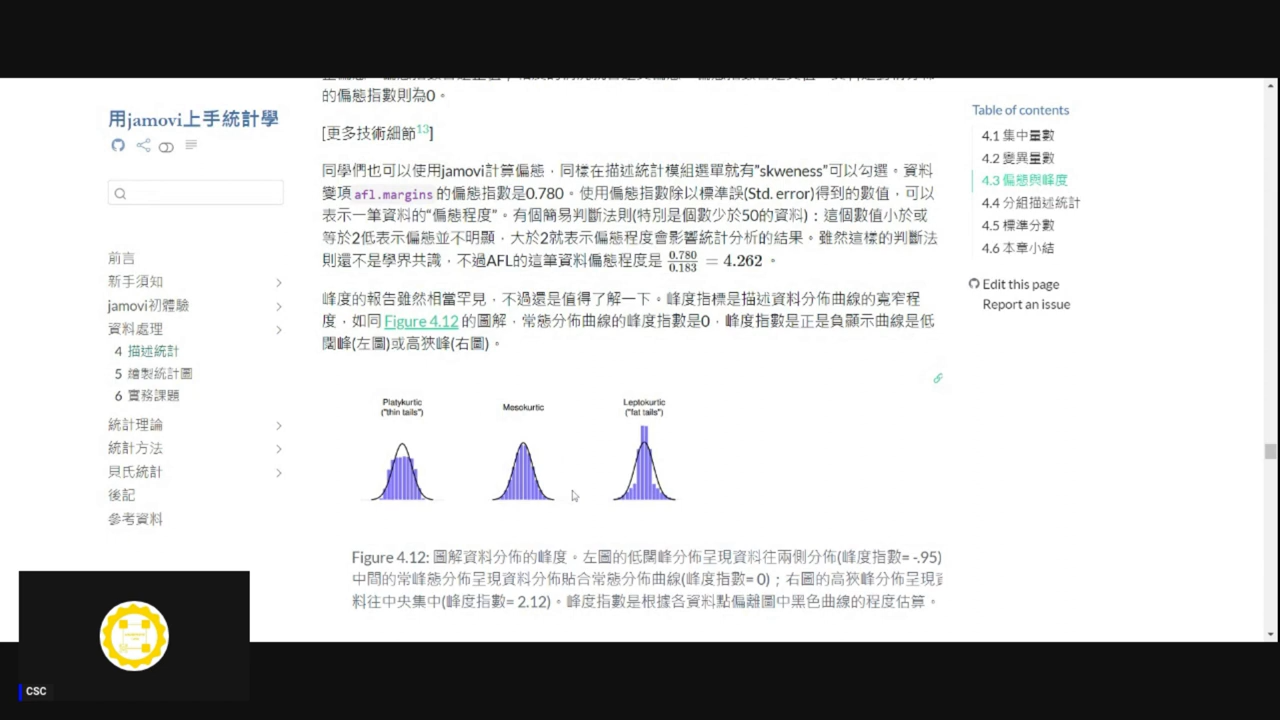 用jamovi上手統計學
前言
新手須知
jamovi初體驗
資料處理
4 描述統計
5 繪製統計圖
6 實務課題
統計理論
統計方法
貝氏統計
後記
參考資料
的偏態指數則為0。
[更多技術細節13]
同學們也可以使用jamovi計算偏態，同樣在描述統計模組選單就有"skweness"可以勾選。資料
變項 afl.margins 的偏態指數是0.780。使用偏態指數除以標準誤(Std. error)得到的數值，可以
表示一筆資料的“偏態程度”。有個簡易判斷法則(特別是個數少於50的資料)：這個數值小於或
等於2低表示偏態並不明顯，大於2就表示偏態程度會影響統計分析的結果。雖然這樣的判斷法
則還不是學界共識，不過AFL的這筆資料偏態程度是 0.780/0.183 = 4.262 。
峰度的報告雖然相當罕見，不過還是值得了解一下。峰度指標是描述資料分佈曲線的寬窄程
度，如同 Figure 4.12 的圖解，常態分佈曲線的峰度指數是0，峰度指數是正是負顯示曲線是低
闊峰(左圖)或高狹峰(右圖)。
Platykurtic
("thin tails")
Mesokurtic
Leptokurtic
("fat tails")
Figure 4.12: 圖解資料分佈的峰度。左圖的低闊峰分佈呈現資料往兩側分佈(峰度指數= -.95)
中間的常峰態分佈呈現資料分佈貼合常態分佈曲線(峰度指數= 0)；右圖的高狹峰分佈呈現資
料往中央集中(峰度指數= 2.12)。峰度指數是根據各資料點偏離圖中黑色曲線的程度估算。
Table of contents
4.1 集中量數
4.2 變異量數
4.3 偏態與峰度
4.4 分組描述統計
4.5 標準分數
4.6 本章小結
Edit this page
Report an issue
CSC